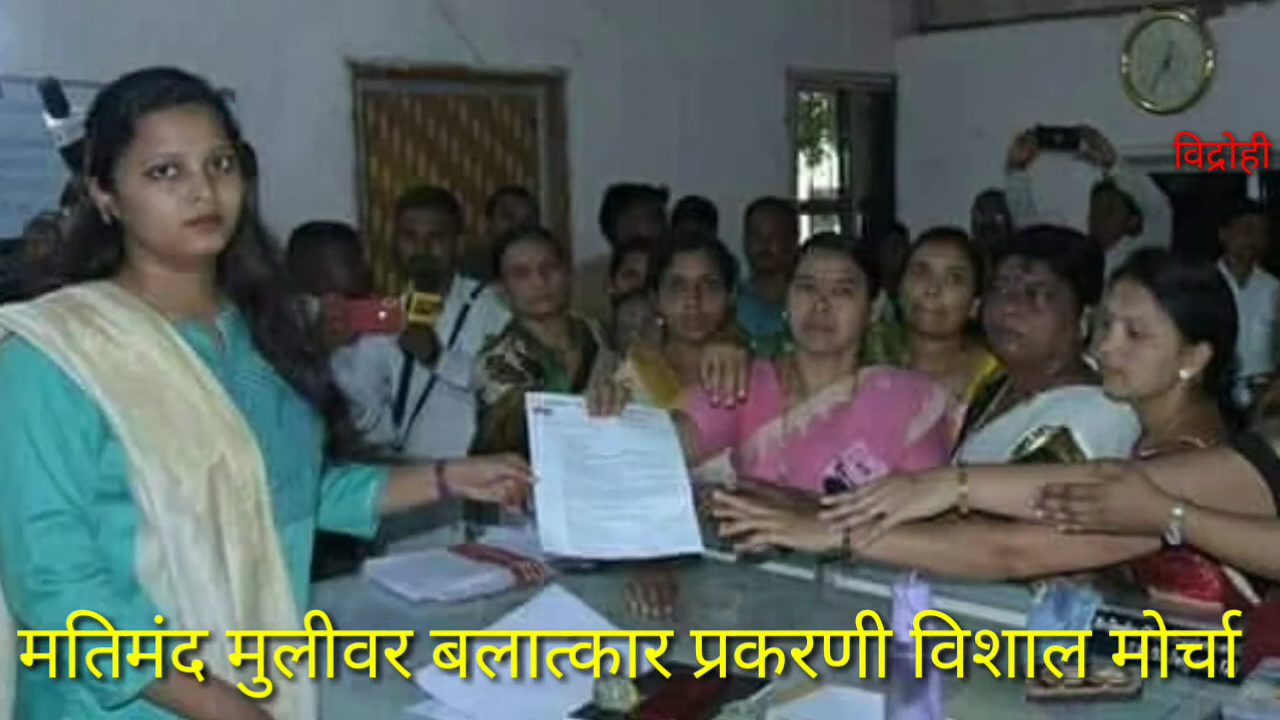 विद्रोही
मतिमंद मुलीवर बलात्कार प्रकरणी विशाल मोर्चा